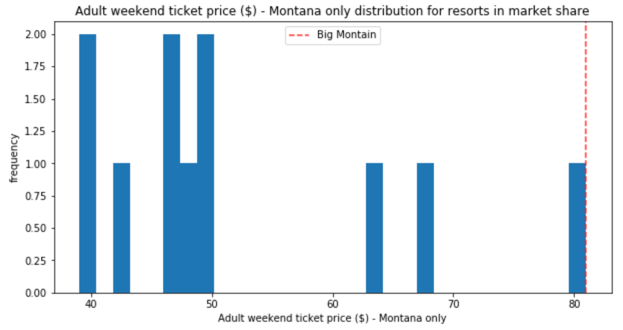 Adult weekend ticket price ($) - Montana only distribution for resorts in market share
Big Montain
frequency
2.00
1.75
1.50
1.25
1.00
0.75
0.50
0.25
0.00
40 50 60 70 80
Adult weekend ticket price ($) - Montana only